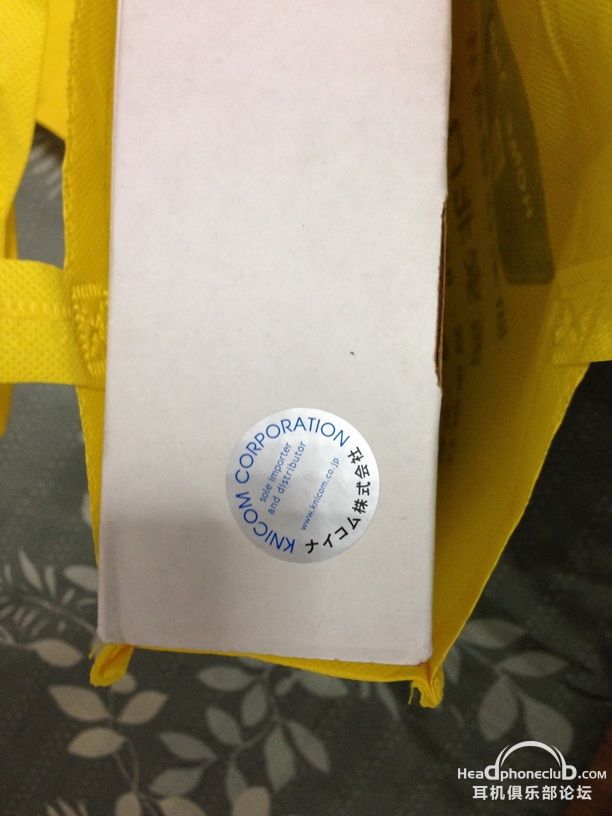 KNICOM CORPORATION
sole importer
and distributor
www.knicom.co.jp
ナイコム株式会社
HeadphonecluD.com
耳机俱乐部论坛